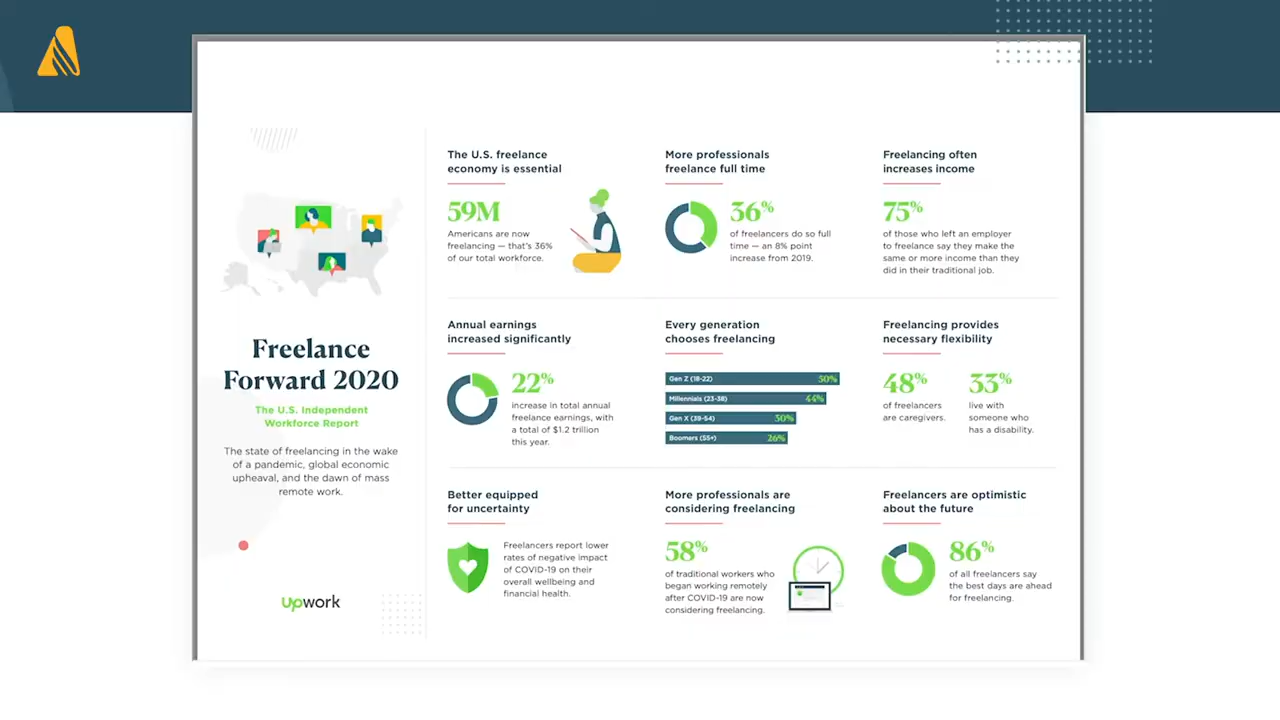 Freelance
Forward 2020
The U.S. Independent
Workforce Report
The state of freelancing in the wake
of a pandemic, global economic
upheaval, and the dawn of mass
remote work.
upwork
The U.S. freelance
economy is essential
59M
Americans are now
freelancing — that's 36%
of our total workforce.
More professionals
freelance full time
36%
of freelancers do so full
time — an 8% point
increase from 2019.
Freelancing often
increases income
75%
of those who left an employer
to freelance say they make the
same or more income than they
did in their traditional job.
Annual earnings
increased significantly
22%
increase in total annual
freelance earnings, with
a total of $1.2 trillion
this year.
Every generation
chooses freelancing
Gen Z (18-22) 50%
Millennials (23-38) 44%
Gen X (39-54) 30%
Boomers (55+) 26%
Freelancing provides
necessary flexibility
48%
of freelancers
are caregivers.
33%
live with
someone who
has a disability.
Better equipped
for uncertainty
Freelancers report lower
rates of negative impact
of COVID-19 on their
overall wellbeing and
financial health.
More professionals are
considering freelancing
58%
of traditional workers who
began working remotely
after COVID-19 are now
considering freelancing.
Freelancers are optimistic
about the future
86%
of all freelancers say
the best days are ahead
for freelancing.